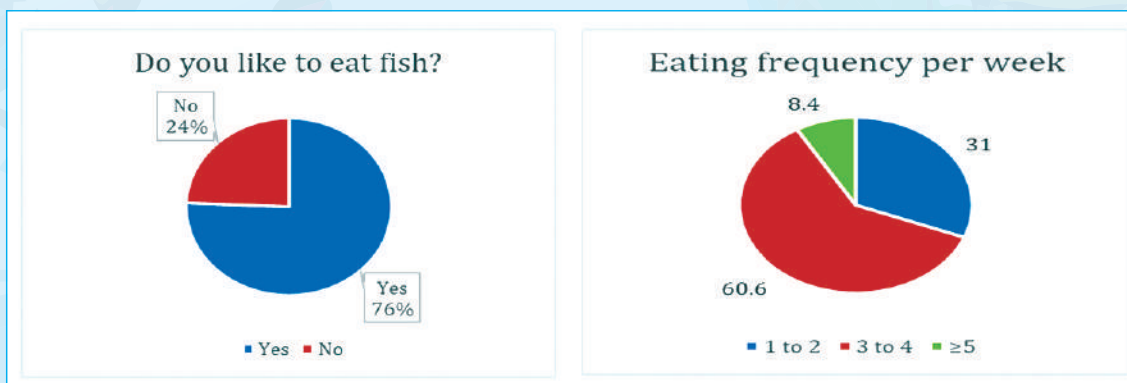 Do you like to eat fish?
No
24%
Yes
76%
Yes No
Eating frequency per week
8.4
31
60.6
1 to 2 3 to 4 ≥5